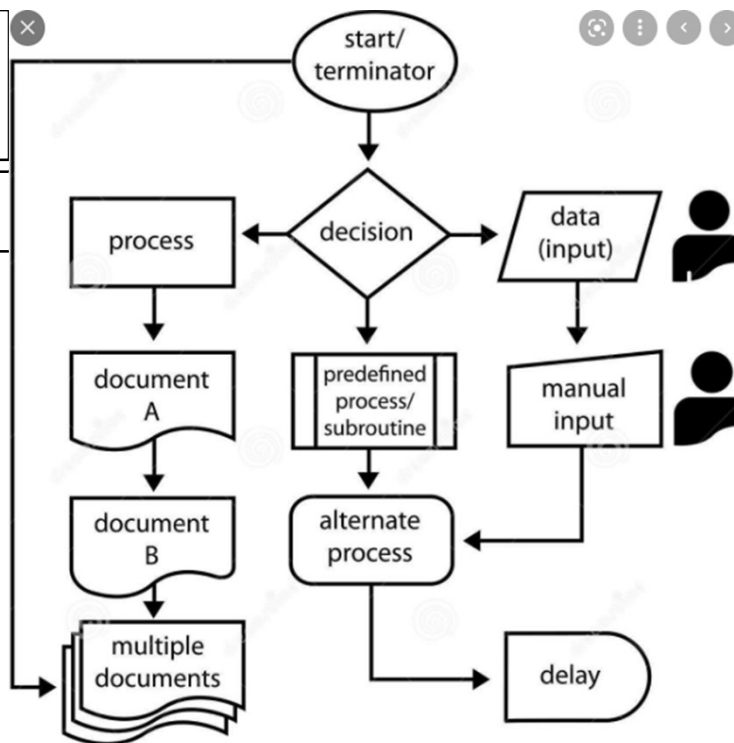 start/
terminator
process
decision
data
(input)
document
A
predefined
process/
subroutine
manual
input
document
B
alternate
process
multiple
documents
delay